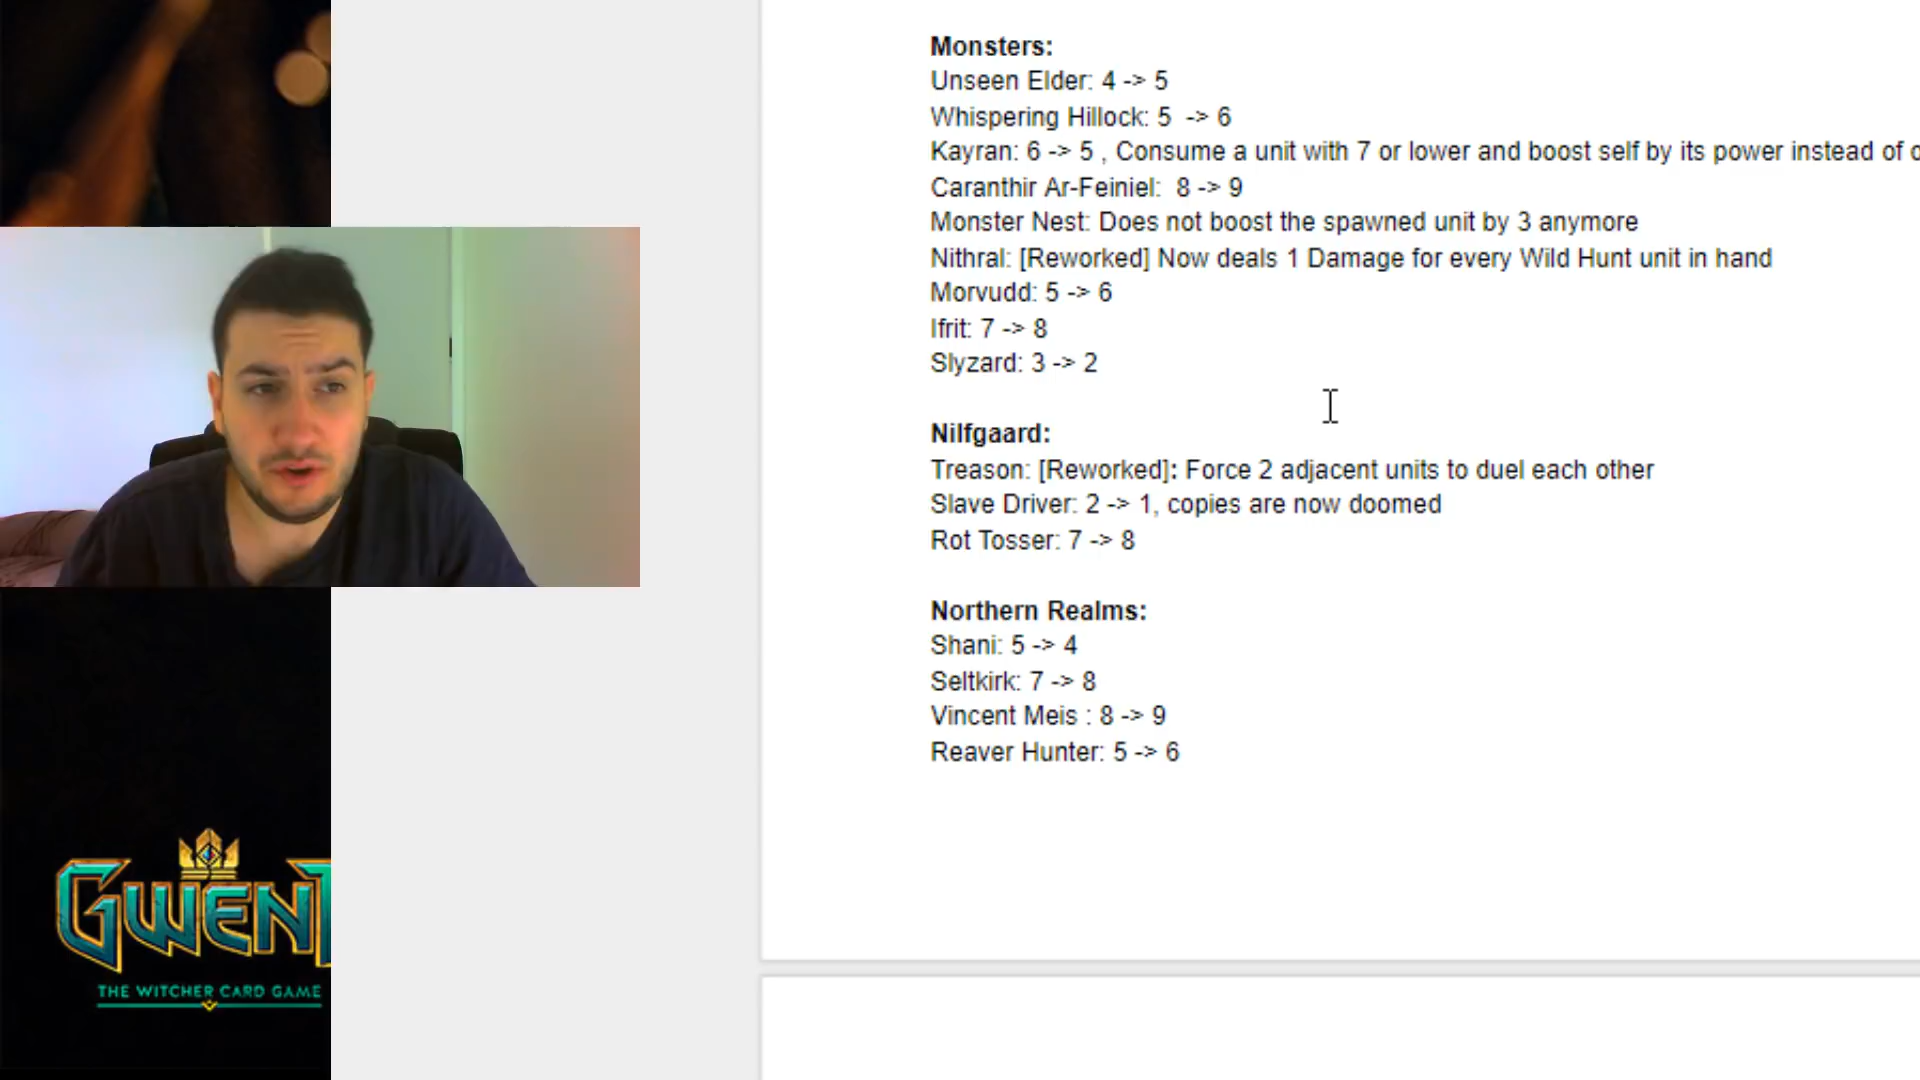 Monsters:
Unseen Elder: 4 -> 5
Whispering Hillock: 5 -> 6
Kayran: 6 -> 5 , Consume a unit with 7 or lower and boost self by its power instead of
Caranthir Ar-Feiniel: 8 -> 9
Monster Nest: Does not boost the spawned unit by 3 anymore
Nithral: [Reworked] Now deals 1 Damage for every Wild Hunt unit in hand
Morvudd: 5 -> 6
Ifrit: 7 -> 8
Slyzard: 3 -> 2
Nilfgaard:
Treason: [Reworked]: Force 2 adjacent units to duel each other
Slave Driver: 2 -> 1, copies are now doomed
Rot Tosser: 7 -> 8
Northern Realms:
Shani: 5 -> 4
Seltkirk: 7 -> 8
Vincent Meis : 8 -> 9
Reaver Hunter: 5 -> 6
GWENT
THE WITCHER CARD GAME